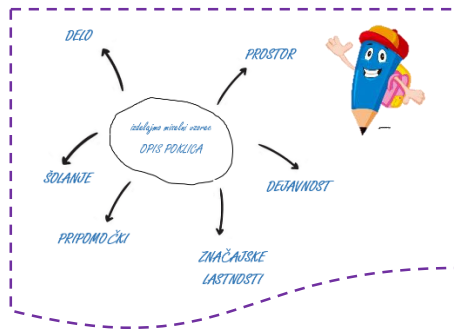 DELO
PROSTOR
izdelajmo miselni vzorec
OPIS POKLICA
ŠOLANJE
DEJAVNOST
PRIPOMOČKI
ZNAČAJSKE
LASTNOSTI